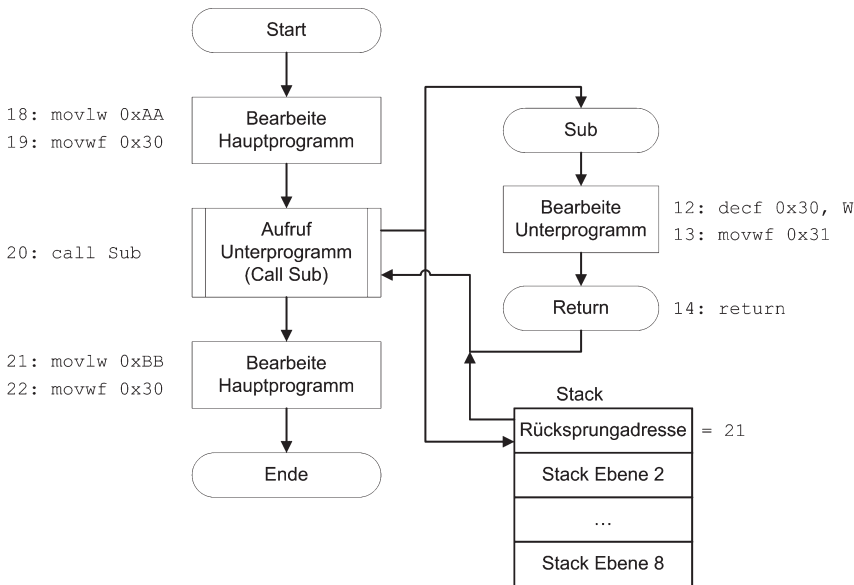 Start
18: movlw 0xAA
19: movwf 0x30
Bearbeite
Hauptprogramm
20: call Sub
Aufruf
Unterprogramm
(Call Sub)
21: movlw 0xBB
22: movwf 0x30
Bearbeite
Hauptprogramm
Ende
Sub
Bearbeite
Unterprogramm
12: decf 0x30, W
13: movwf 0x31
Return
14: return
Stack
Rücksprungadresse = 21
Stack Ebene 2
...
Stack Ebene 8